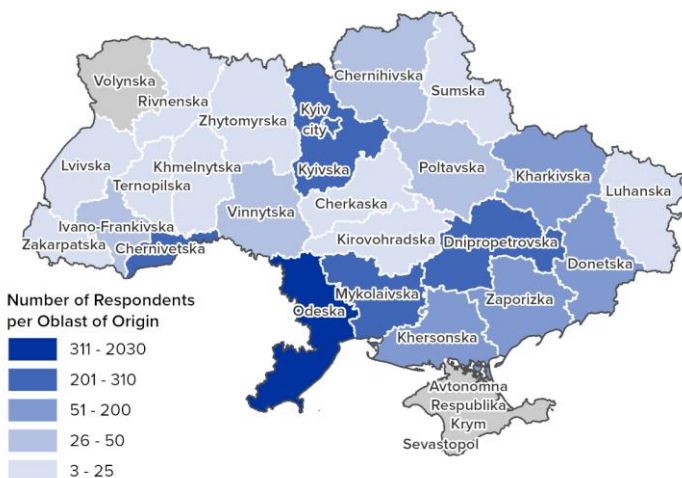 Volynska
Rivnenska
Chernihivska
Sumska
Kyiv
city
Zhytomyrska
Lvivska
Khmelnytska
Kyivska
Poltavska
Kharkivska
Ternopilska
Luhanska
Cherkaska
Vinnytska
Ivano-Frankivska
Zakarpatska
Chernivetska
Kirovohradska
Dnipropetrovska
Donetska
Number of Respondents
per Oblast of Origin
311 - 2030
201 - 310
51 - 200
26 - 50
3 - 25
Odeska
Mykolaivska
Zaporizka
Khersonska
Avtonomna
Respublika
Krym
Sevastopol